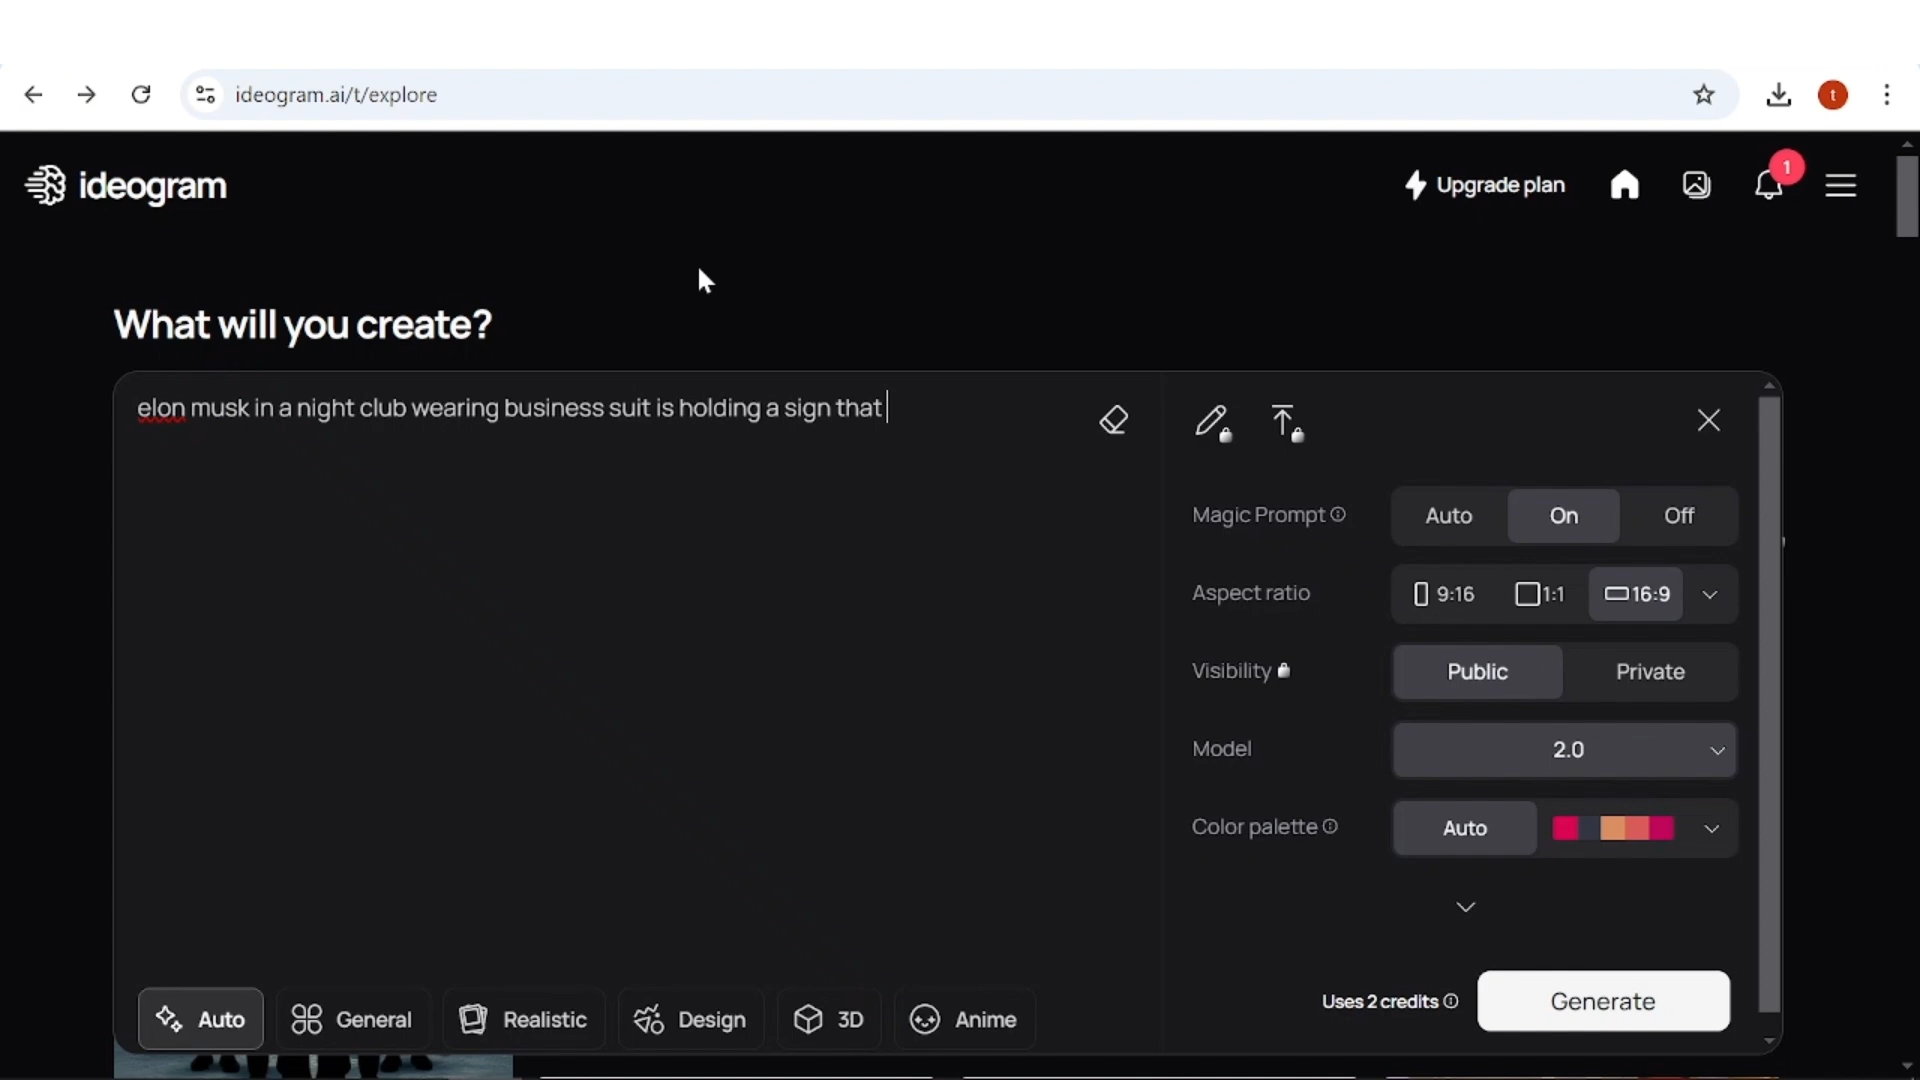 ideogram.ai/t/explore
t
ideogram
Upgrade plan
1
What will you create?
elon musk in a night club wearing business suit is holding a sign that
Magic Prompt
Auto
On
Off
Aspect ratio
9:16
1:1
16:9
Visibility
Public
Private
Model
2.0
Color palette
Auto
Auto
General
Realistic
Design
3D
Anime
Uses 2 credits
Generate